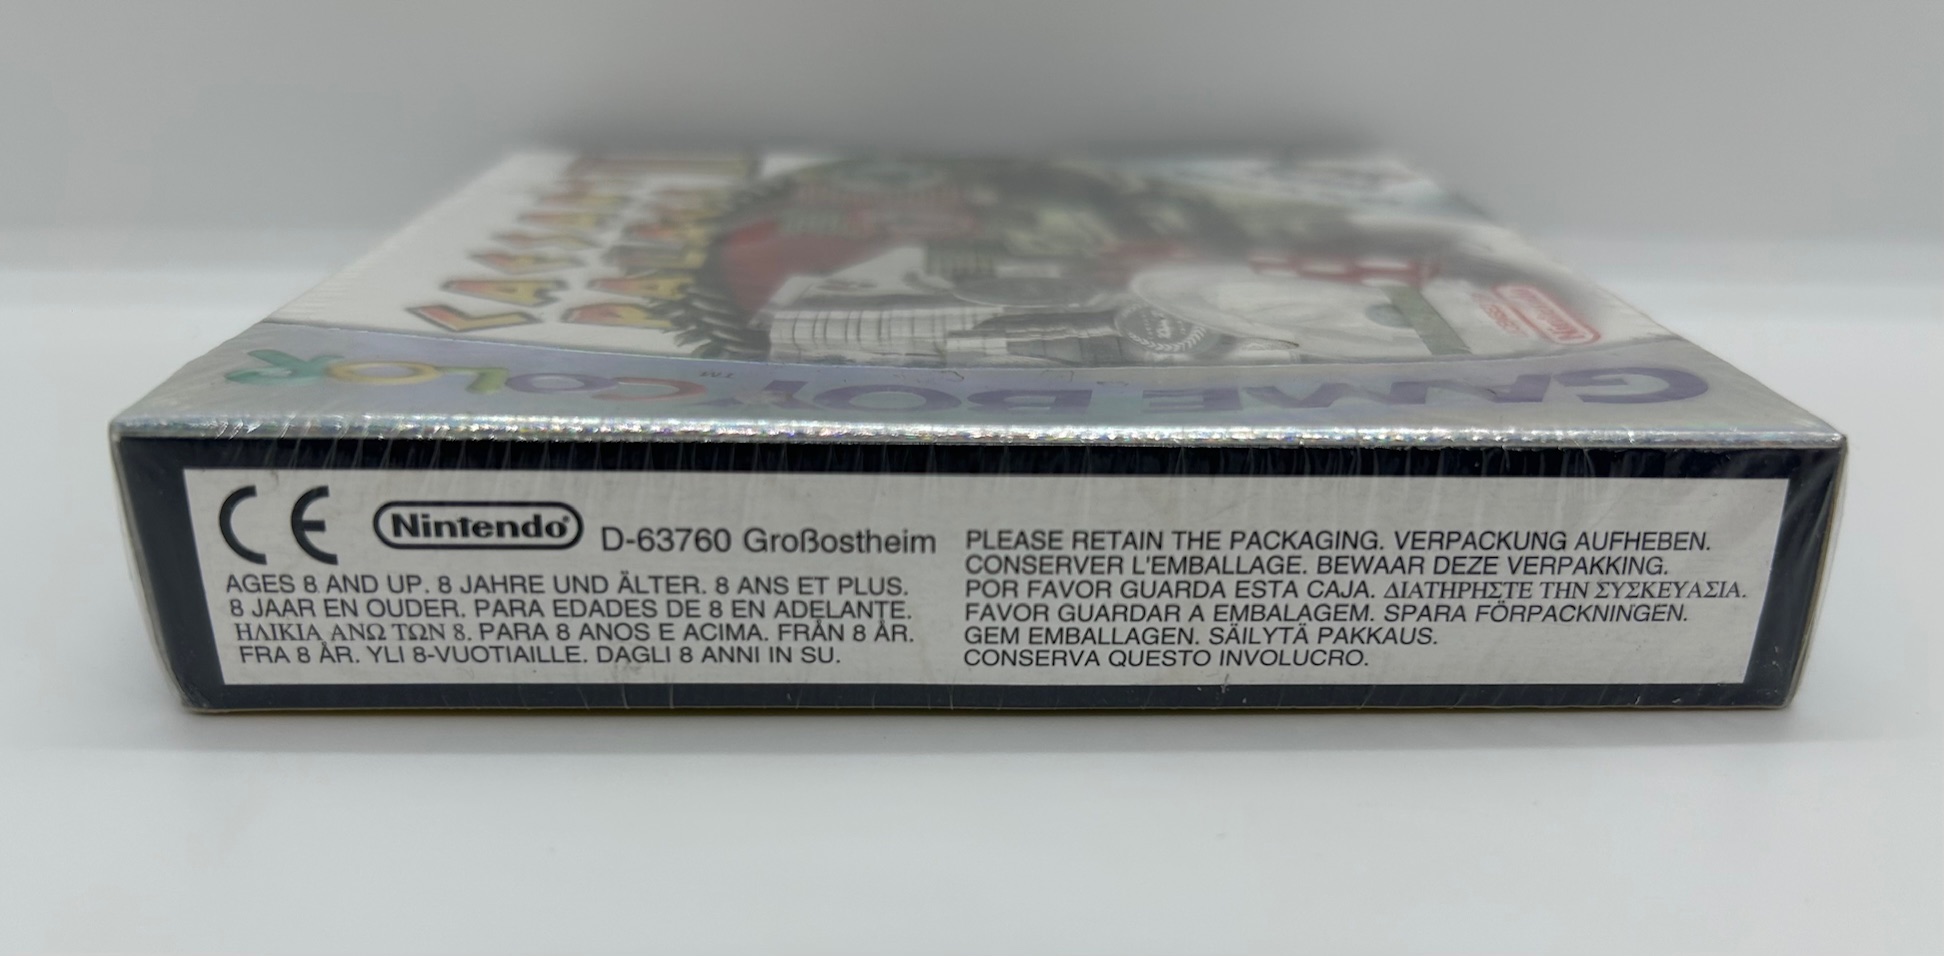 GAME BOY COLOR™
Nintendo
CE
Nintendo®
D-63760 Großostheim
AGES 8 AND UP. 8 JAHRE UND ÄLTER. 8 ANS ET PLUS.
8 JAAR EN OUDER. PARA EDADES DE 8 EN ADELANTE.
ΗΛΙΚΙΑ ΑΝΩ ΤΩΝ 8. PARA 8 ANOS E ACIMA. FRÅN 8 ÅR.
FRA 8 ÅR. YLI 8-VUOTIAILLE. DAGLI 8 ANNI IN SU.
PLEASE RETAIN THE PACKAGING. VERPACKUNG AUFHEBEN.
CONSERVER L'EMBALLAGE. BEWAAR DEZE VERPAKKING.
POR FAVOR GUARDA ESTA CAJA. ΔΙΑΤΗΡΗΣΤΕ ΤΗΝ ΣΥΣΚΕΥΑΣΙΑ.
FAVOR GUARDAR A EMBALAGEM. SPARA FÖRPACKNINGEN.
GEM EMBALLAGEN. SÄILYTÄ PAKKAUS.
CONSERVA QUESTO INVOLUCRO.